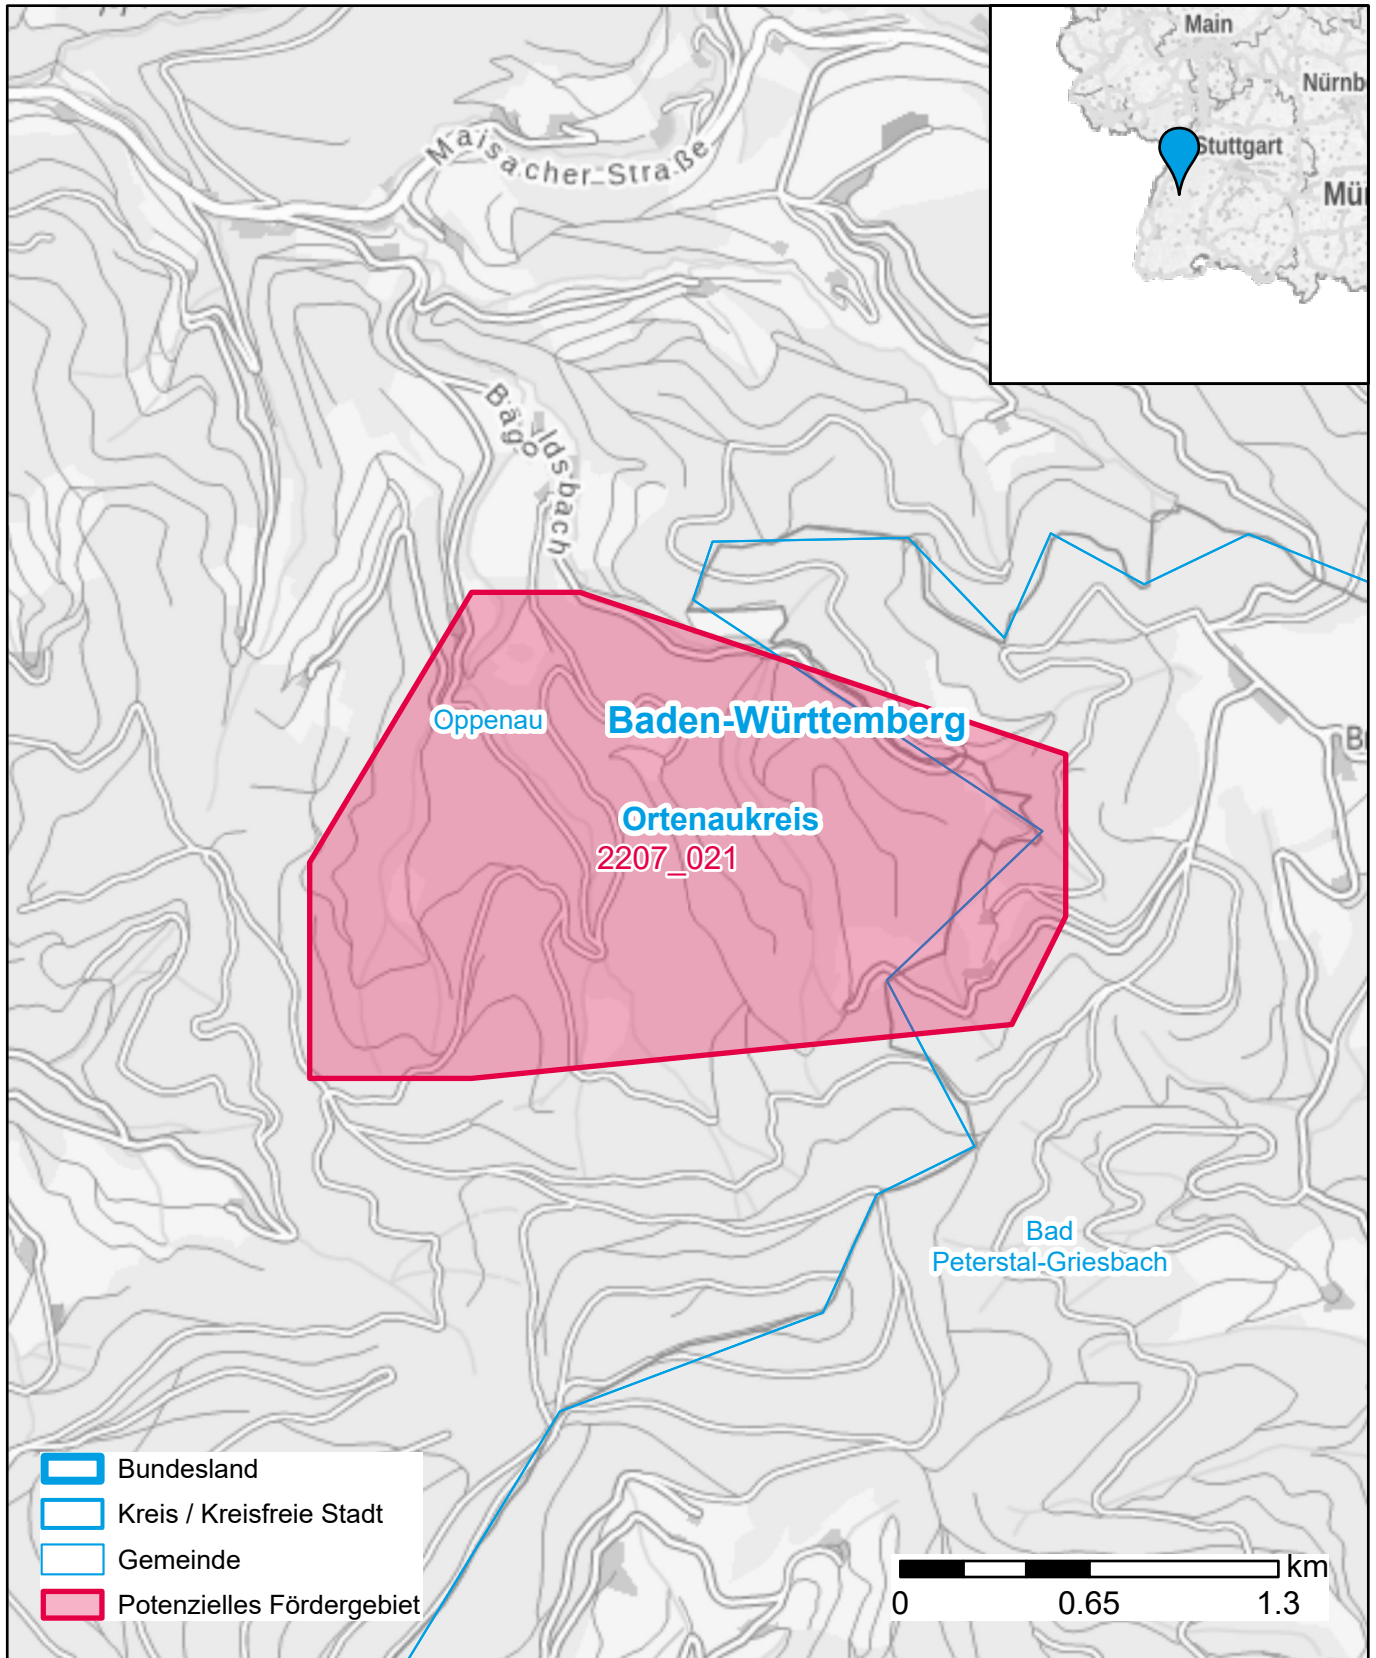 Main
Nürnb
Stuttgart
Mün
Maisacher Straße
Bägoldsbach
Oppenau
Baden-Württemberg
Ortenaukreis
2207_021
Bad
Peterstal-Griesbach
Bundesland
Kreis / Kreisfreie Stadt
Gemeinde
Potenzielles Fördergebiet
km
0 0.65 1.3